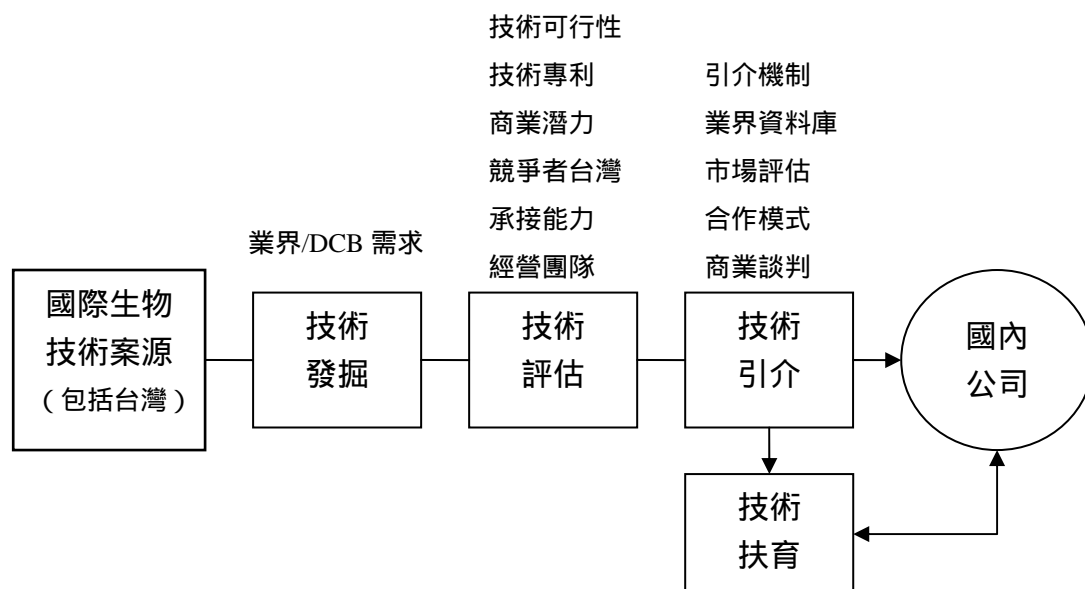 技術可行性
技術專利
商業潛力
競爭者台灣
承接能力
經營團隊
引介機制
業界資料庫
市場評估
合作模式
商業談判
業界/DCB 需求
國際生物
技術案源
（包括台灣）
技術
發掘
技術
評估
技術
引介
國內
公司
技術
扶育